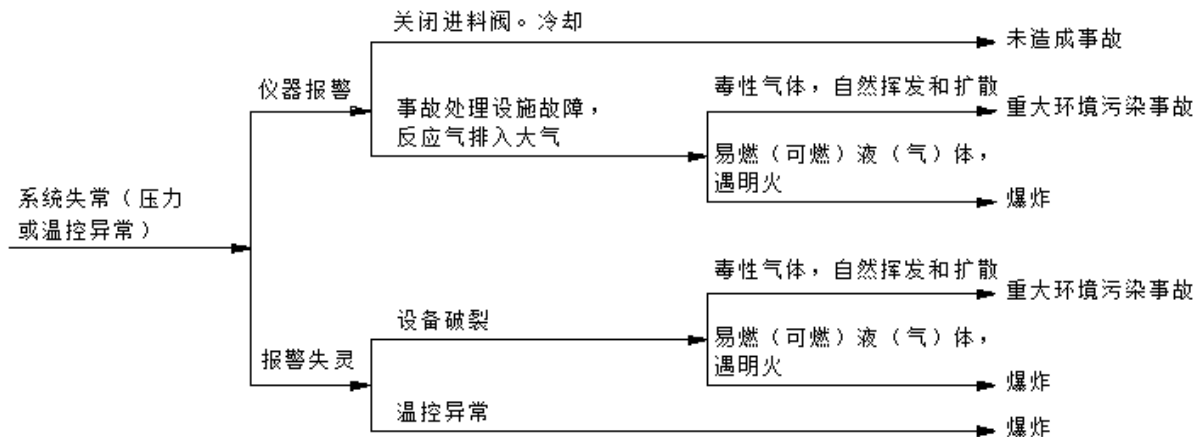 关闭进料阀。冷却
未造成事故
仪器报警
毒性气体，自然挥发和扩散
事故处理设施故障，
反应气排入大气
重大环境污染事故
易燃（可燃）液（气）体，
遇明火
爆炸
系统失常（压力
或温控异常）
毒性气体，自然挥发和扩散
重大环境污染事故
设备破裂
易燃（可燃）液（气）体，
遇明火
报警失灵
爆炸
温控异常
爆炸